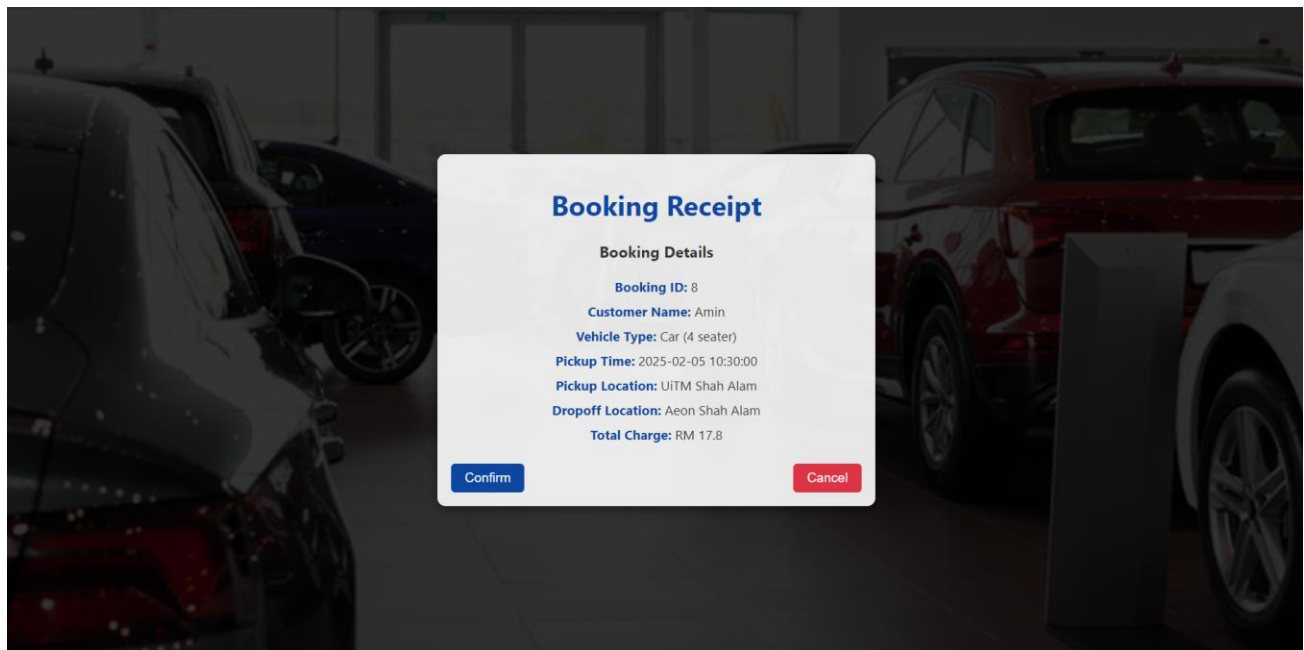 Booking Receipt
Booking Details
Booking ID: 8
Customer Name: Amin
Vehicle Type: Car (4 seater)
Pickup Time: 2025-02-05 10:30:00
Pickup Location: UiTM Shah Alam
Dropoff Location: Aeon Shah Alam
Total Charge: RM 17.8
Confirm
Cancel